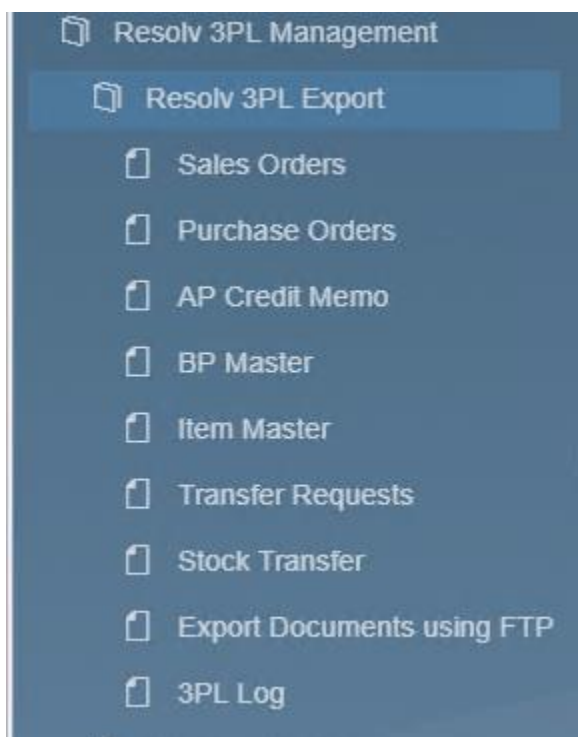 Resolv 3PL Management
Resolv 3PL Export
Sales Orders
Purchase Orders
AP Credit Memo
BP Master
Item Master
Transfer Requests
Stock Transfer
Export Documents using FTP
3PL Log